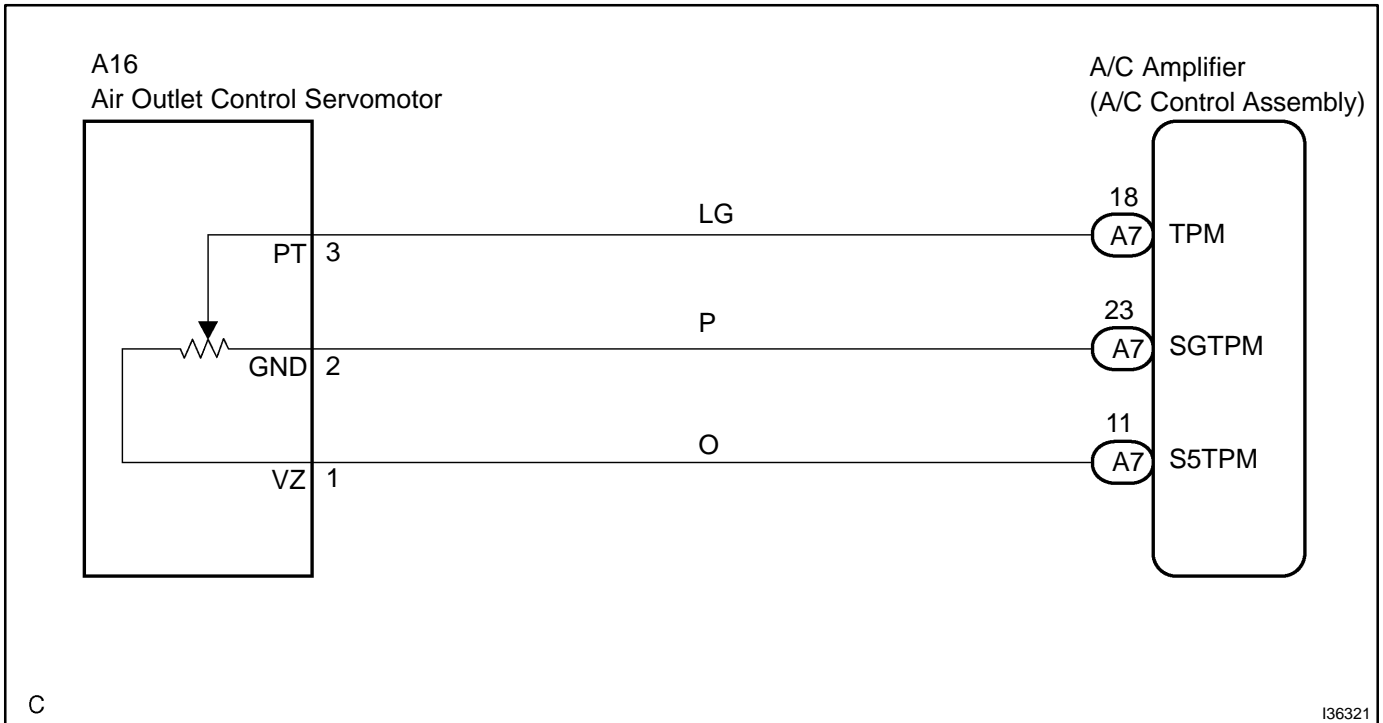 A16
Air Outlet Control Servomotor
A/C Amplifier
(A/C Control Assembly)
PT 3
LG
18
A7
TPM
GND 2
P
23
A7
SGTPM
VZ 1
O
11
A7
S5TPM
C
I36321